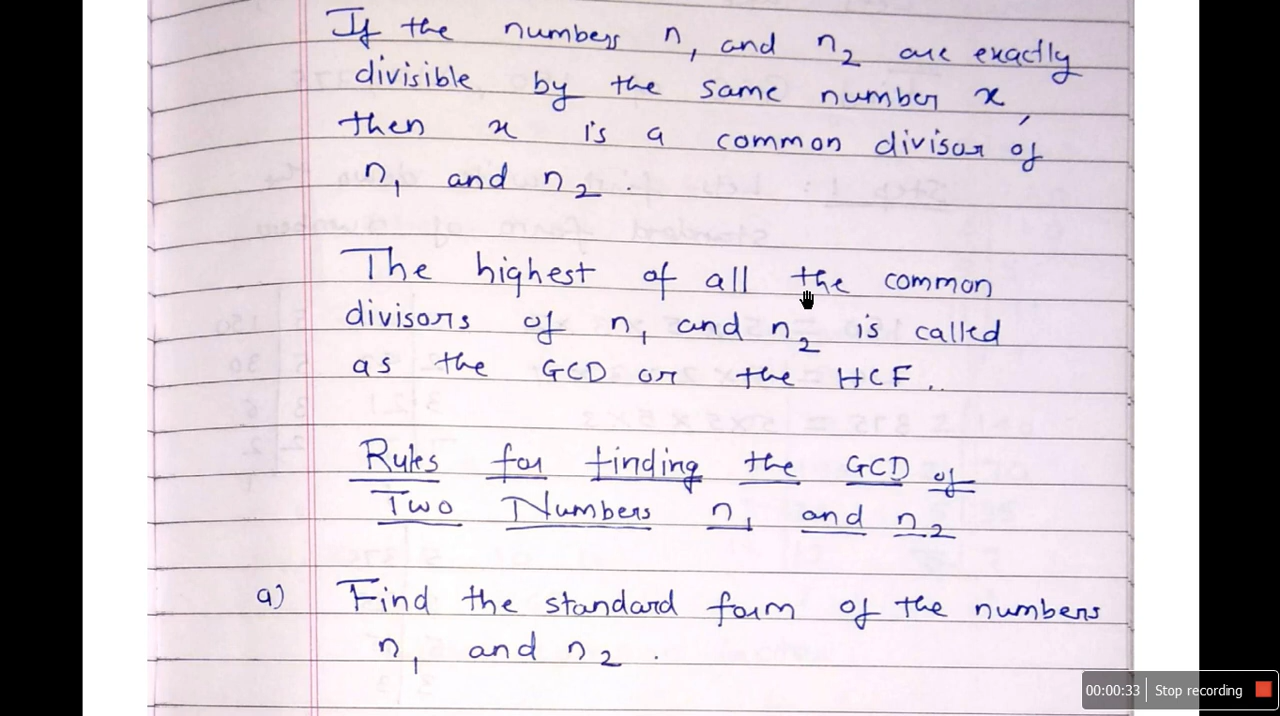 If the numbers n₁ and n₂ are exactly
divisible by the same number x,
then x is a common divisor of
n₁ and n₂.
The highest of all the common
divisors of n₁ and n₂ is called
as the GCD or the HCF..
Rules for finding the GCD of
Two Numbers n₁ and n₂
a) Find the standard form of the numbers
n₁ and n₂.
00:00:33 Stop recording